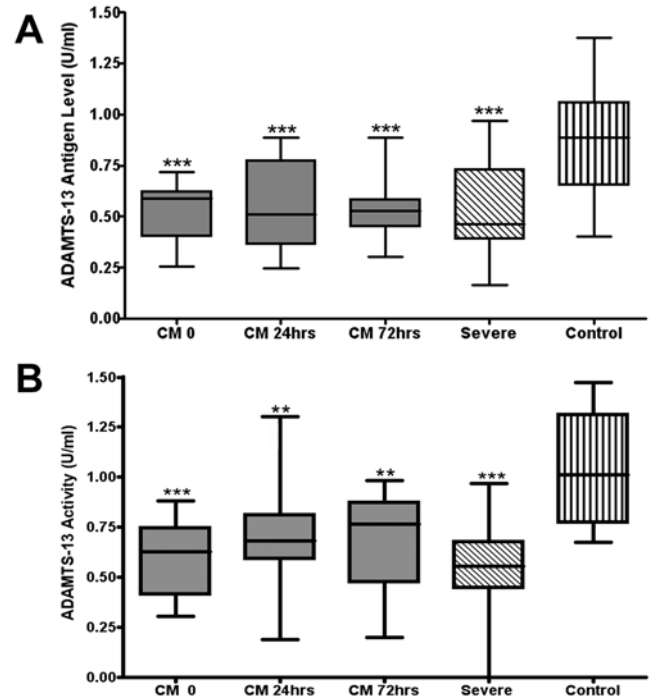 A
ADAMTS-13 Antigen Level (U/ml)
1.50
1.25
1.00
0.75
0.50
0.25
0.00
***
***
***
***
CM 0
CM 24hrs
CM 72hrs
Severe
Control
B
ADAMTS-13 Activity (U/ml)
1.50
1.25
1.00
0.75
0.50
0.25
0.00
***
**
**
***
CM 0
CM 24hrs
CM 72hrs
Severe
Control